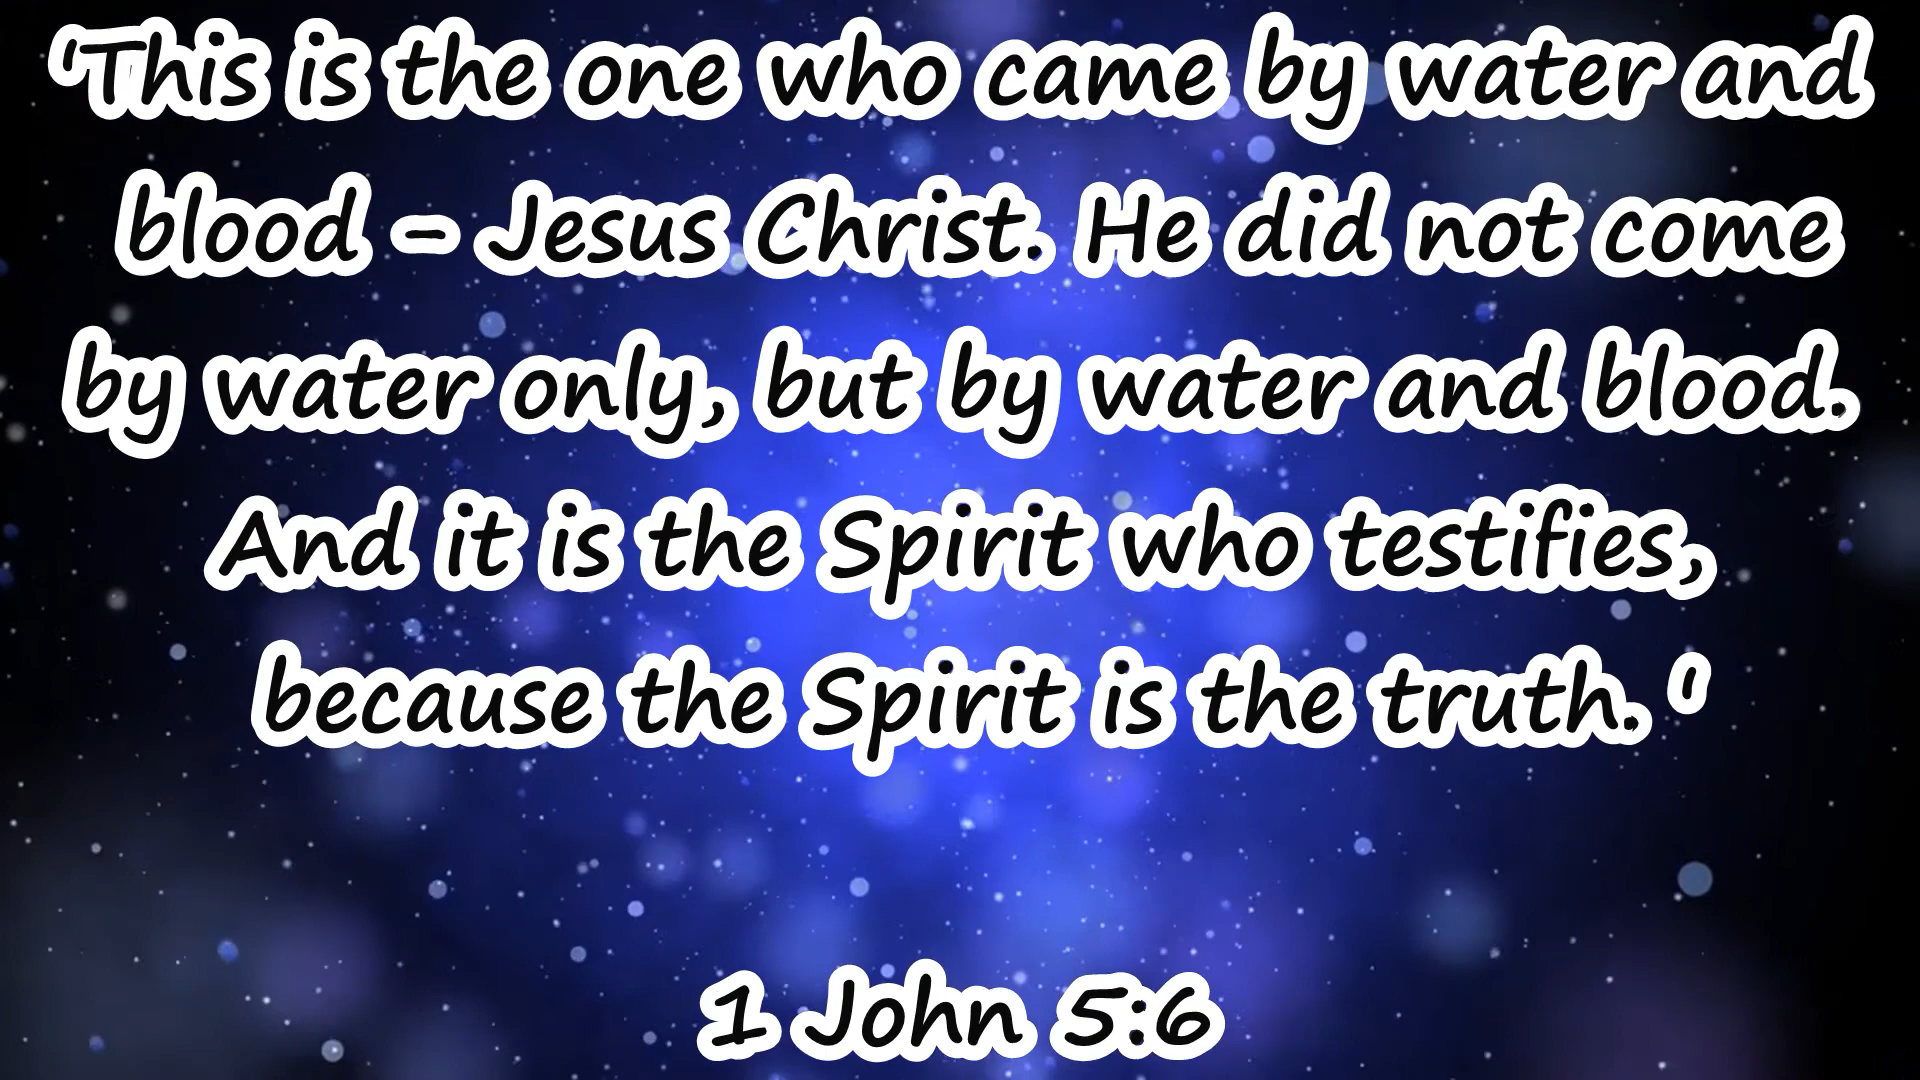 'This is the one who came by water and
blood – Jesus Christ. He did not come
by water only, but by water and blood.
And it is the Spirit who testifies,
because the Spirit is the truth. '
1 John 5:6